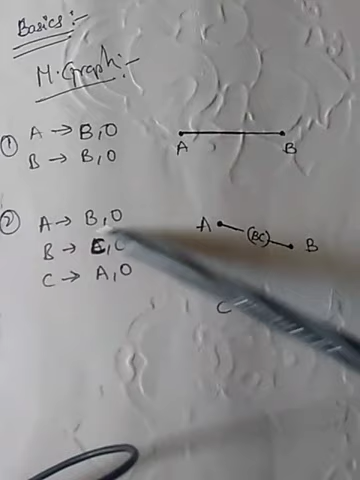 Basics:-
M.Graph:-
① A → B,0
B → B,0
A B
② A → B,0
B →
C → A,0
A (BC) B
C